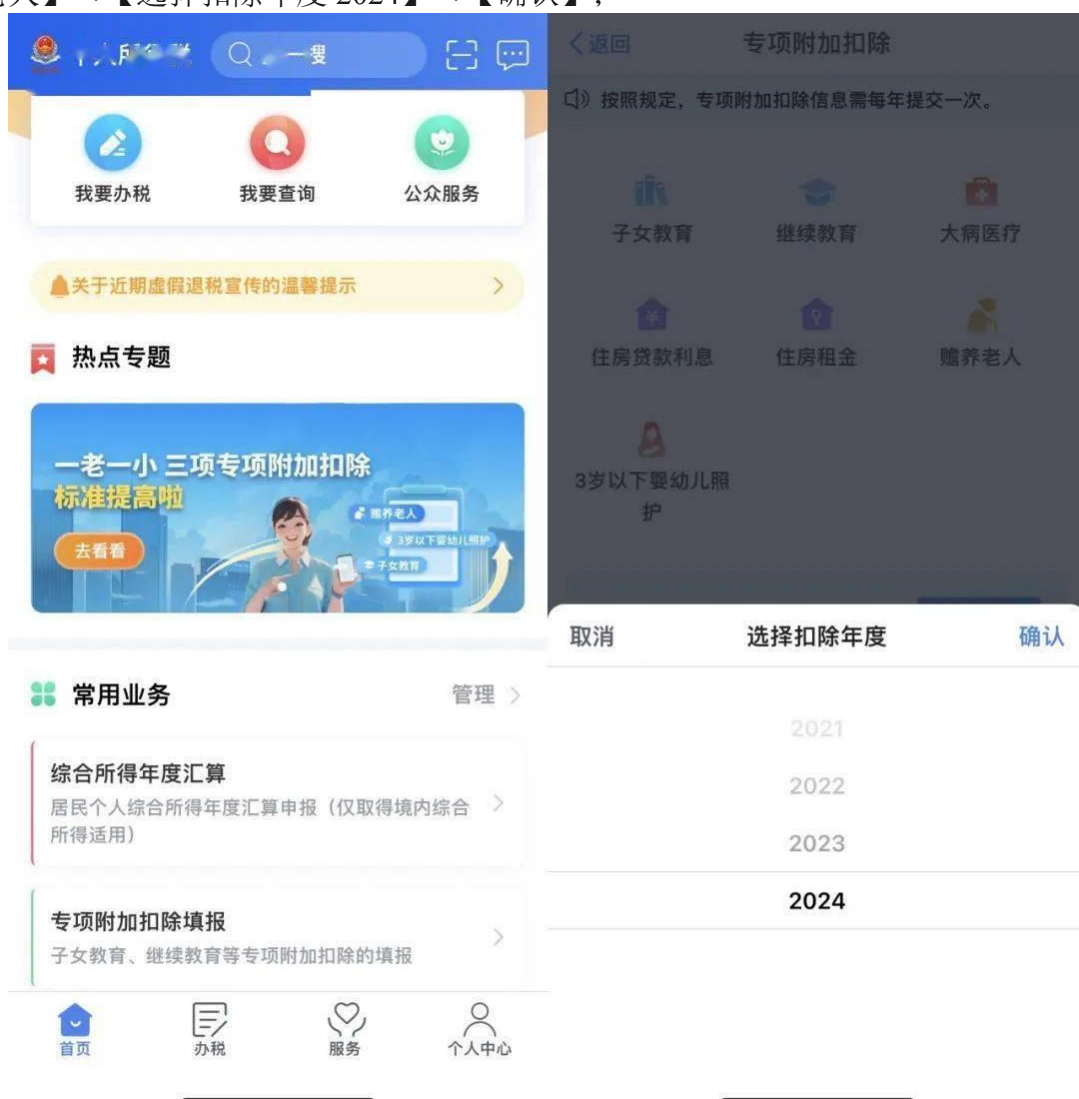 【选择扣除年度 2024】→【确认】，
一搜
我要办税
我要查询
公众服务
关于近期虚假退税宣传的温馨提示
热点专题
一老一小 三项专项附加扣除
标准提高啦
去看看
赡养老人
3岁以下婴幼儿照护
子女教育
常用业务
管理
综合所得年度汇算
居民个人综合所得年度汇算申报（仅取得境内综合
所得适用）
专项附加扣除填报
子女教育、继续教育等专项附加扣除的填报
首页
办税
服务
个人中心
返回
专项附加扣除
按照规定，专项附加扣除信息需每年提交一次。
子女教育
继续教育
大病医疗
住房贷款利息
住房租金
赡养老人
3岁以下婴幼儿照
护
取消
选择扣除年度
确认
2021
2022
2023
2024